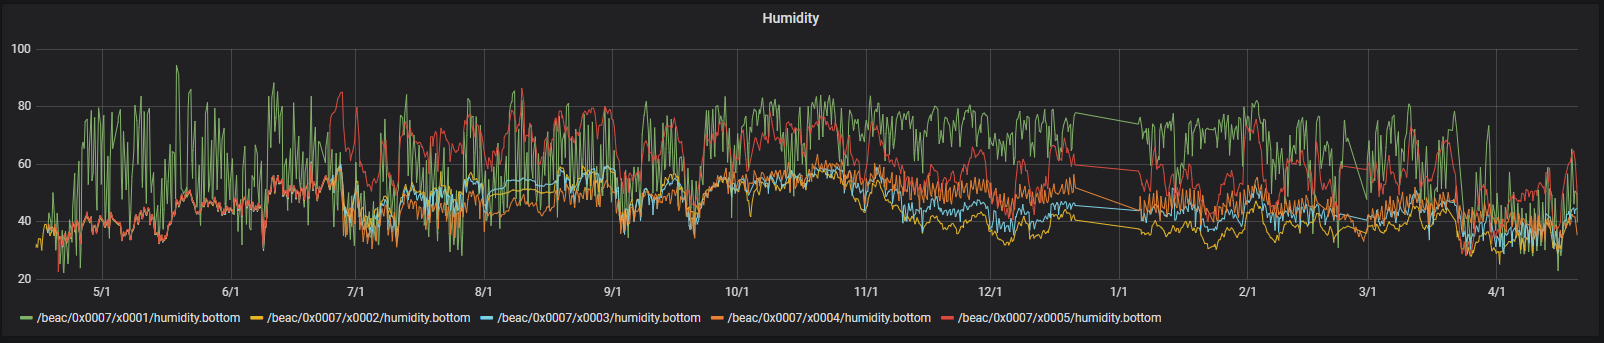 Humidity
100
80
60
40
20
5/1 6/1 7/1 8/1 9/1 10/1 11/1 12/1 1/1 2/1 3/1 4/1
/beac/0x0007/x0001/humidity.bottom /beac/0x0007/x0002/humidity.bottom /beac/0x0007/x0003/humidity.bottom /beac/0x0007/x0004/humidity.bottom /beac/0x0007/x0005/humidity.bottom